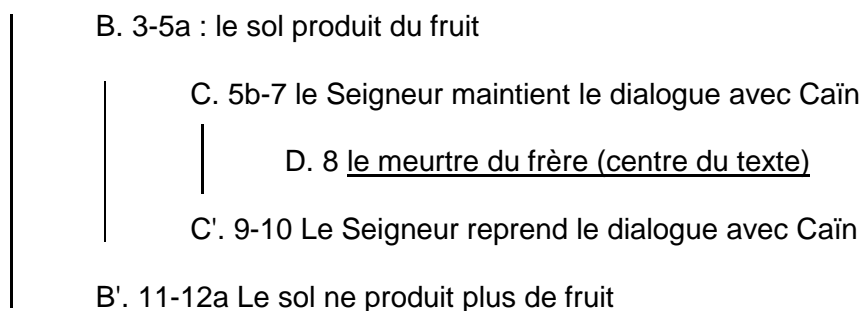 B. 3-5a : le sol produit du fruit
C. 5b-7 le Seigneur maintient le dialogue avec Caïn
D. 8 le meurtre du frère (centre du texte)
C'. 9-10 Le Seigneur reprend le dialogue avec Caïn
B'. 11-12a Le sol ne produit plus de fruit